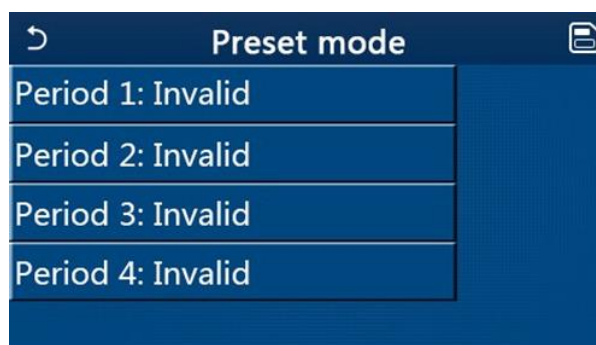 Preset mode
Period 1: Invalid
Period 2: Invalid
Period 3: Invalid
Period 4: Invalid